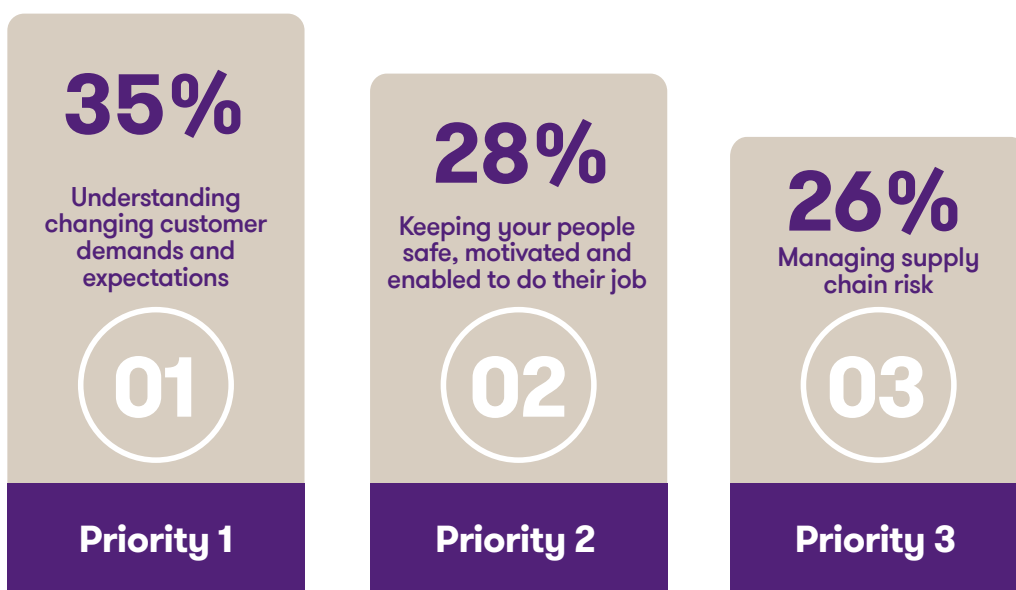 35%
Understanding
changing customer
demands and
expectations
01
Priority 1
28%
Keeping your people
safe, motivated and
enabled to do their job
02
Priority 2
26%
Managing supply
chain risk
03
Priority 3